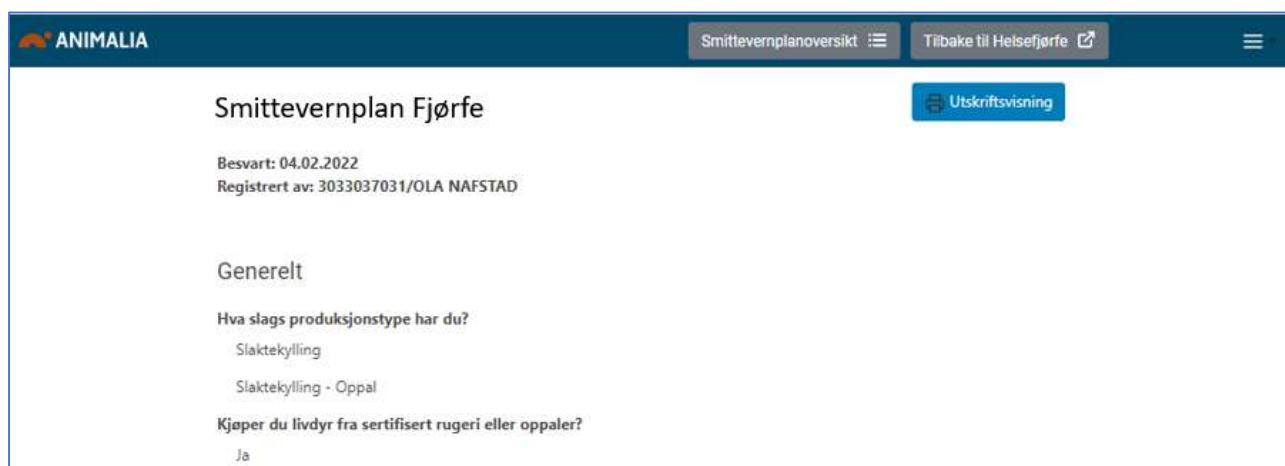 ANIMALIA
Smittevernplanoversikt
Tilbake til Helsefjørfe
Smittevernplan Fjørfe
Utskriftsvisning
Besvart: 04.02.2022
Registrert av: 3033037031/OLA NAFSTAD
Generelt
Hva slags produksjonstype har du?
Slaktekylling
Slaktekylling - Oppal
Kjøper du livdyr fra sertifisert rugeri eller oppaler?
Ja